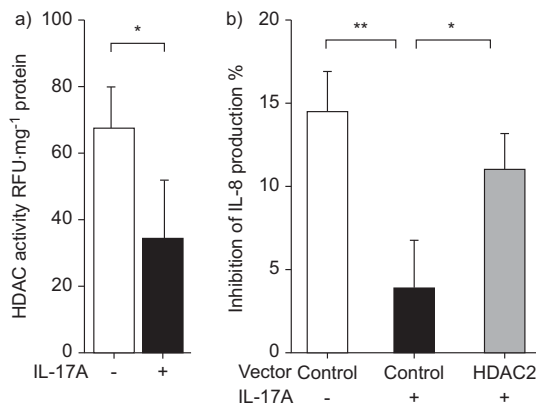 a)
b)
*
**
*
HDAC activity RFU·mg⁻¹ protein
100
80
60
40
20
0
IL-17A - +
Inhibition of IL-8 production %
20
15
10
5
0
Vector Control Control HDAC2
IL-17A - + +